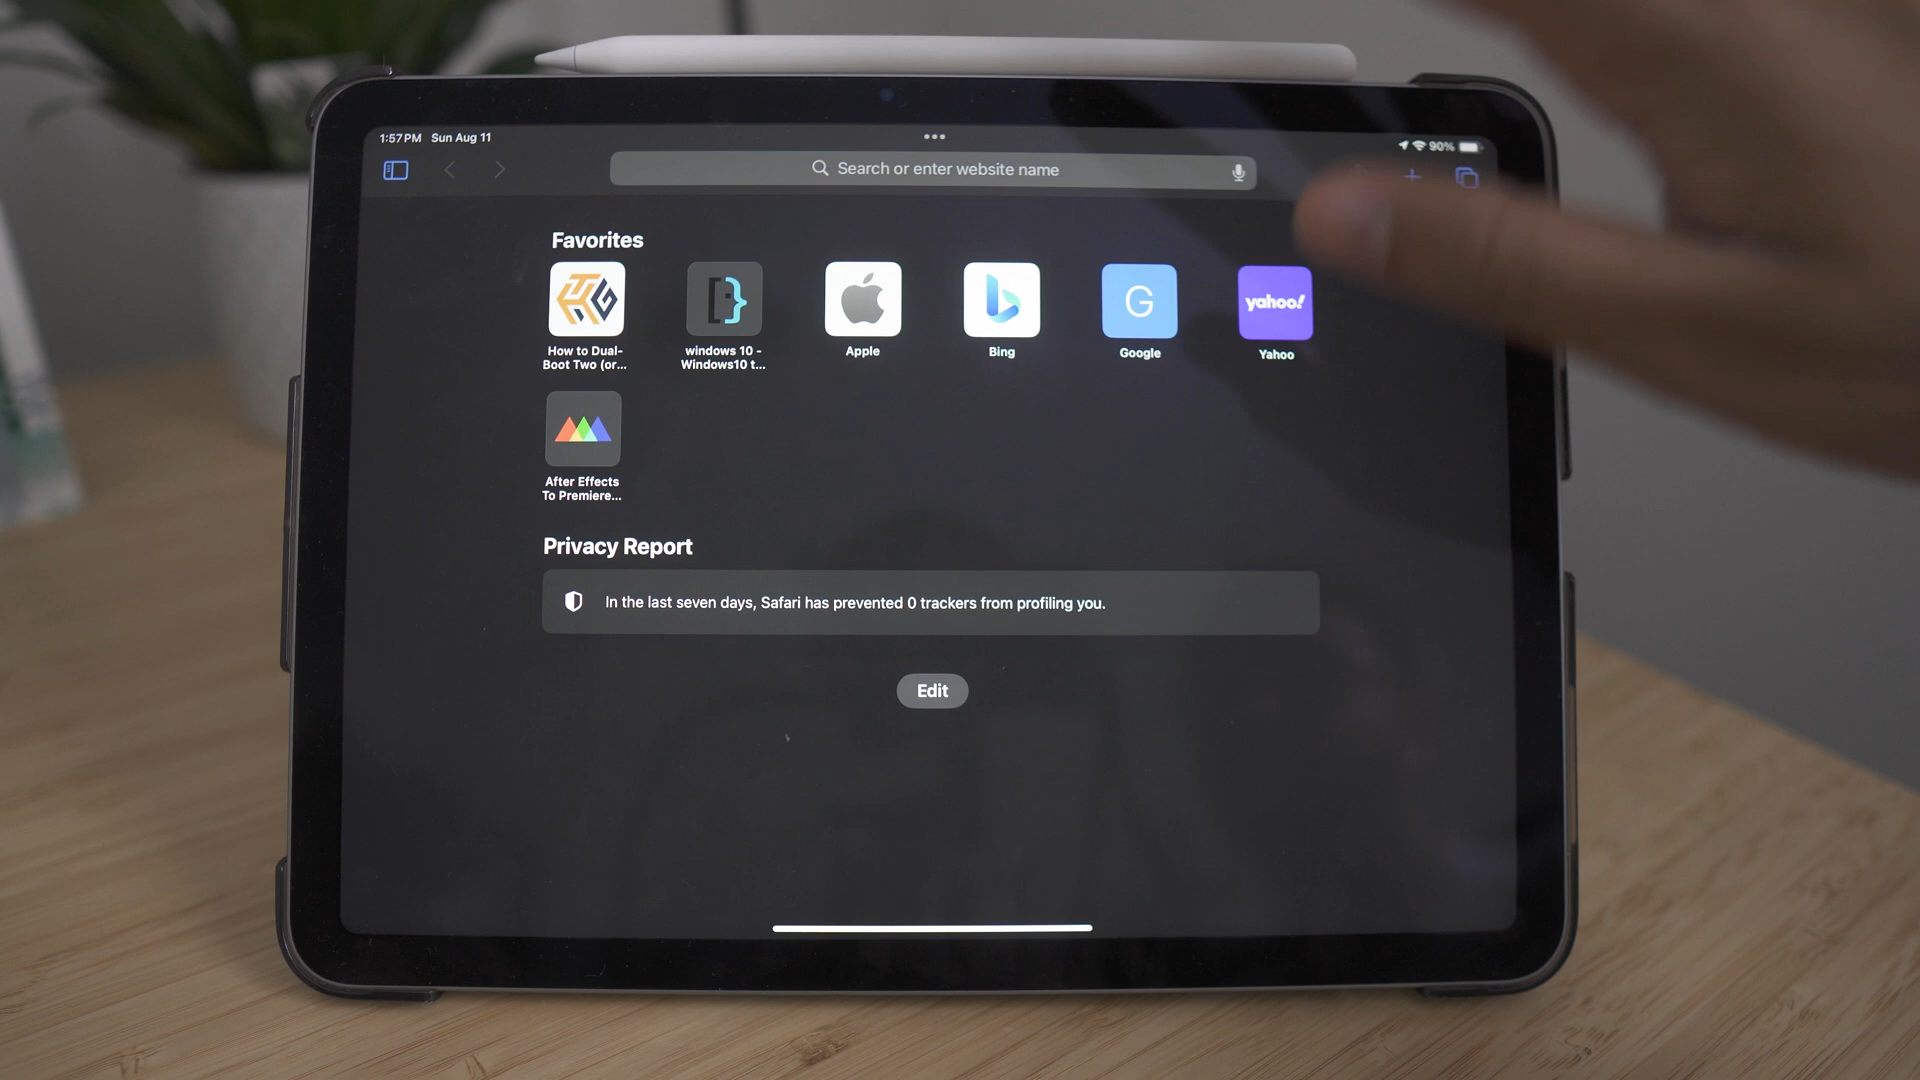 1:57 PM Sun Aug 11
90%
Search or enter website name
Favorites
yahoo!
G
How to Dual-
Boot Two (or...
windows 10 -
Windows10 t...
Apple
Bing
Google
Yahoo
After Effects
To Premiere...
Privacy Report
In the last seven days, Safari has prevented 0 trackers from profiling you.
Edit